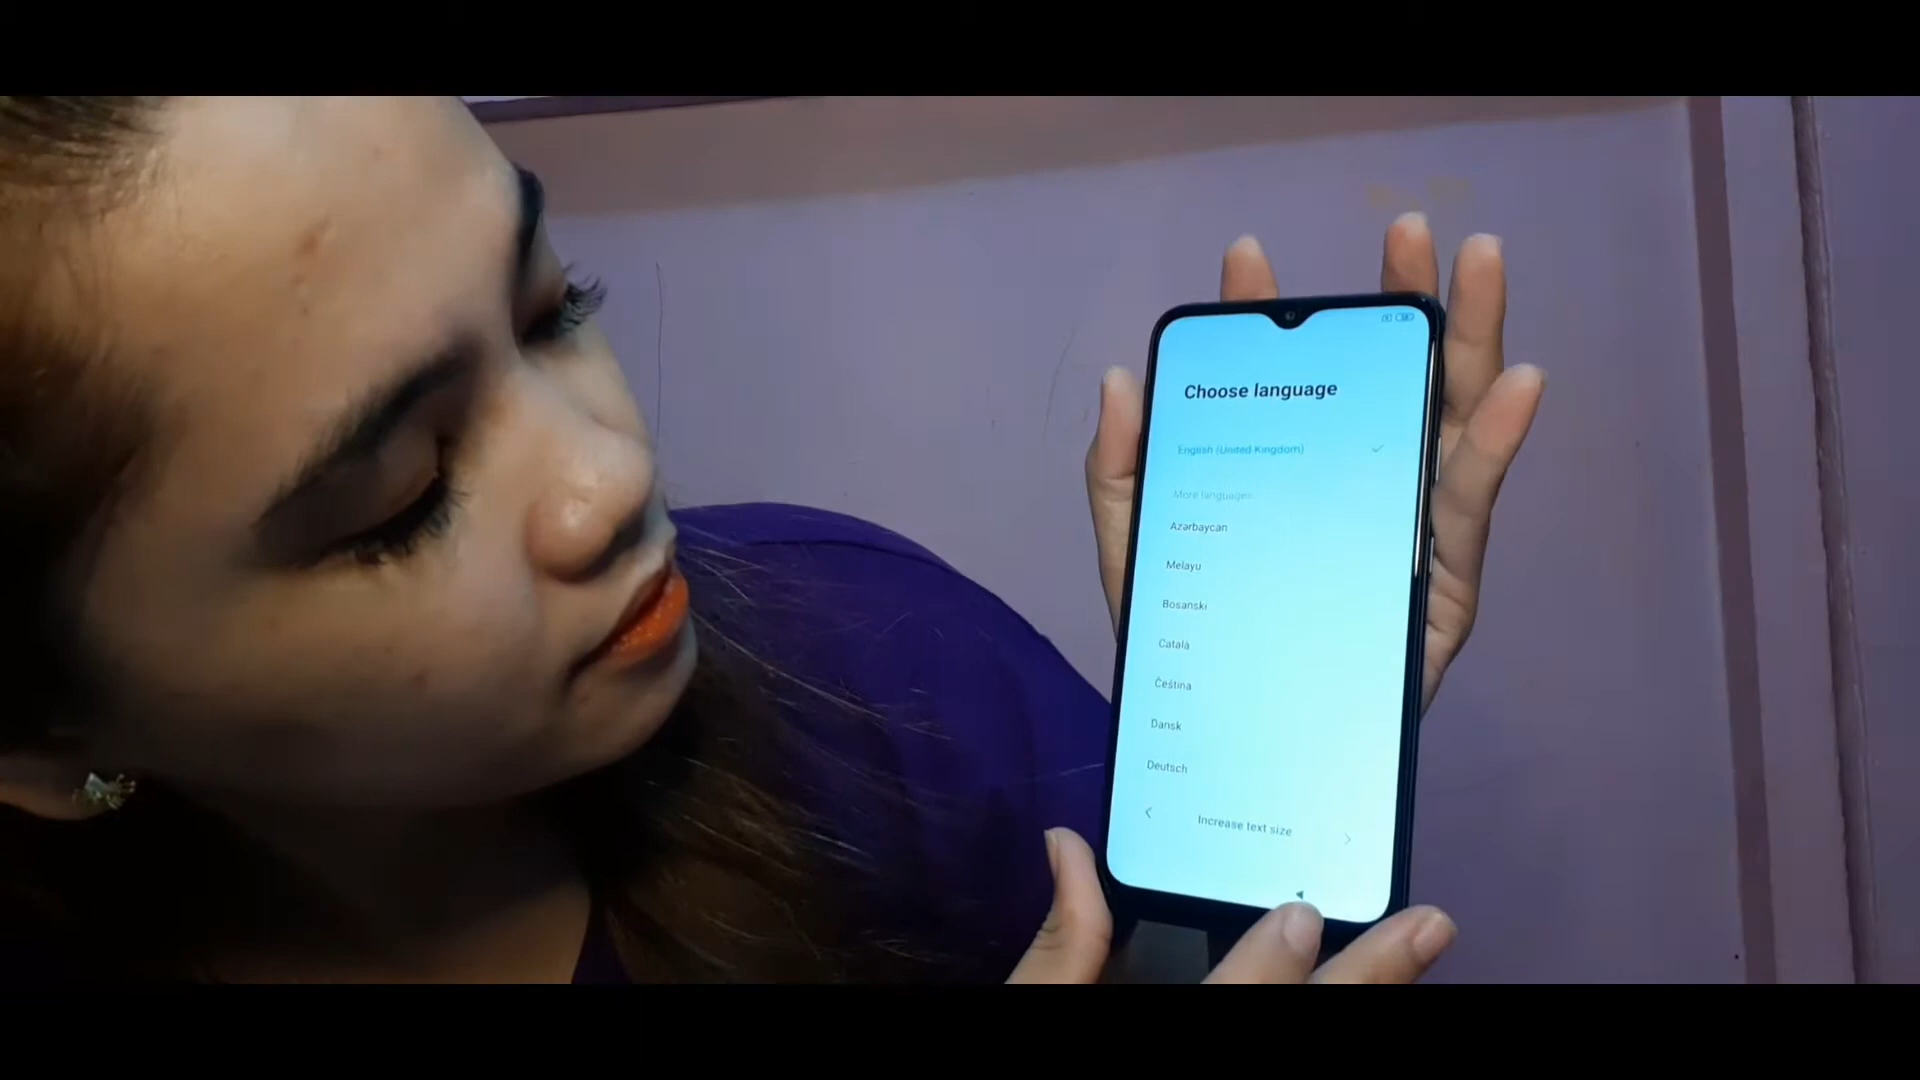 Choose language
English (United Kingdom)
More languages
Azərbaycan
Melayu
Bosanski
Català
Čeština
Dansk
Deutsch
Increase text size